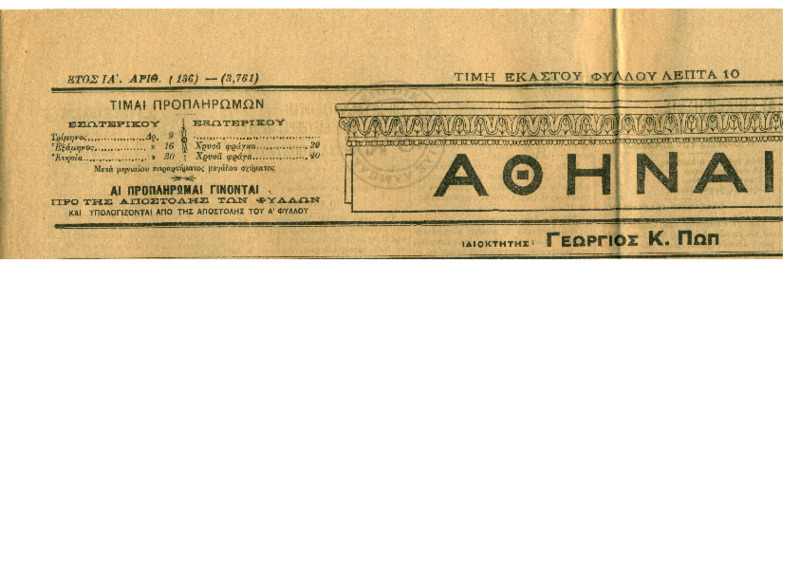 ΕΤΟΣ ΙΑ΄. ΑΡΙΘ. (136) — (3,761)
ΤΙΜΗ ΕΚΑΣΤΟΥ ΦΥΛΛΟΥ ΛΕΠΤΑ 10
ΤΙΜΑΙ ΠΡΟΠΛΗΡΩΜΩΝ
ΕΣΩΤΕΡΙΚΟΥ ΕΞΩΤΕΡΙΚΟΥ
Τρίμηνος.................Δρ. 9 .................................
Ἑξάμηνος................ » 16 Χρυσᾶ φράγκα.............. 20
Ἐτησία.................... » 30 Χρυσᾶ φράγα............... 40
Μετὰ μηνιαίου παραρτήματος μεγάλου σχήματος
ΑΙ ΠΡΟΠΛΗΡΩΜΑΙ ΓΙΝΟΝΤΑΙ
ΠΡΟ ΤΗΣ ΑΠΟΣΤΟΛΗΣ ΤΩΝ ΦΥΛΛΩΝ
ΚΑΙ ΥΠΟΛΟΓΙΖΟΝΤΑΙ ΑΠΟ ΤΗΣ ΑΠΟΣΤΟΛΗΣ ΤΟΥ Α' ΦΥΛΛΟΥ
ΑΘΗΝΑΙ
ΙΔΙΟΚΤΗΤΗΣ: ΓΕΩΡΓΙΟΣ Κ. ΠΩΠ